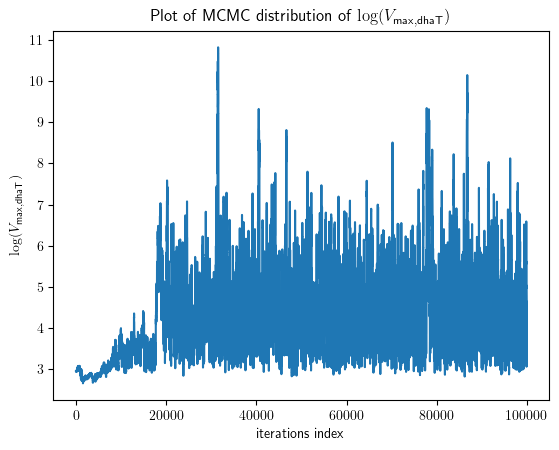 Plot of MCMC distribution of log(V_max,dhaT)
11
10
9
8
7
6
5
4
3
log(V_max,dhaT)
0 20000 40000 60000 80000 100000
iterations index